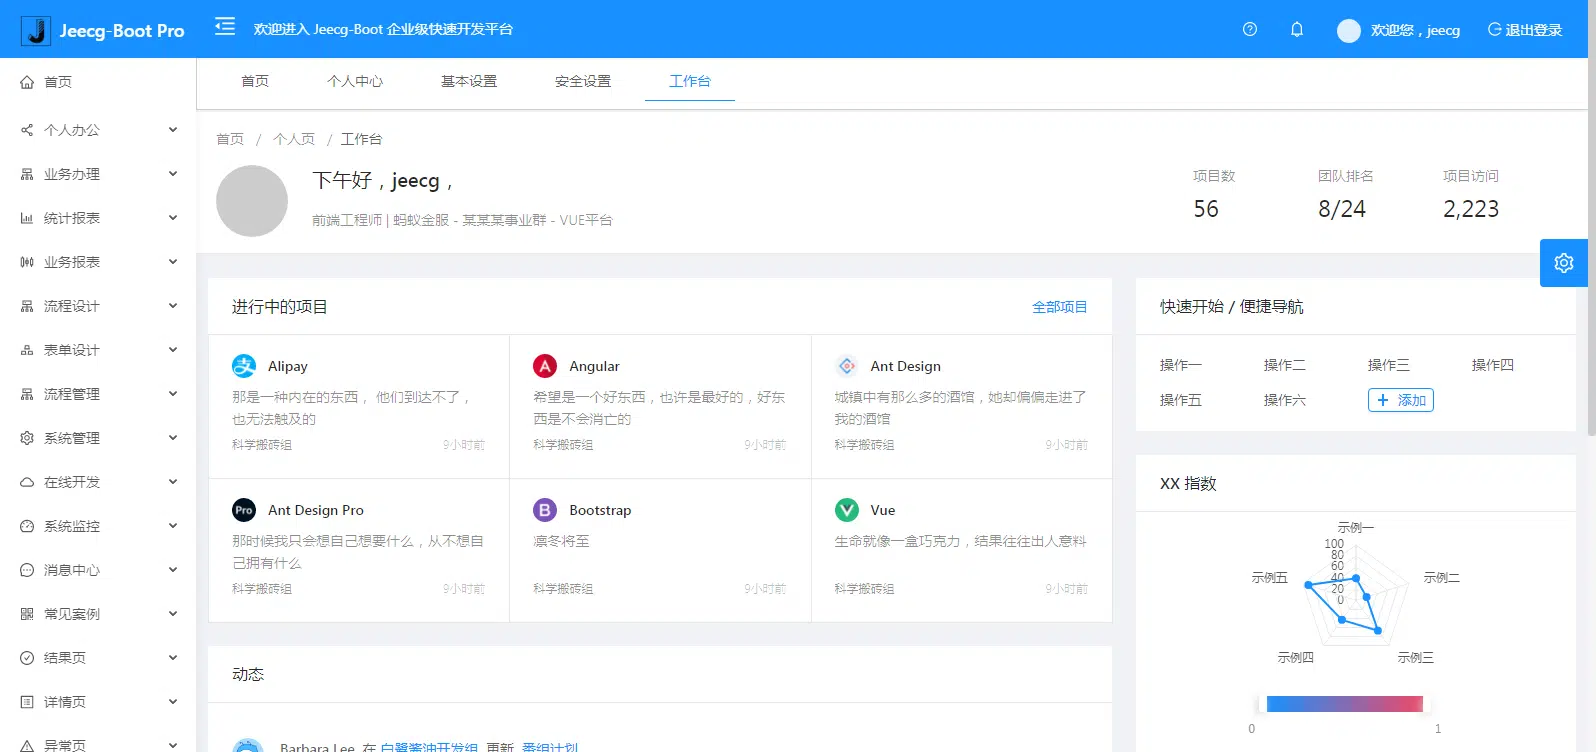 Jeecg-Boot Pro
欢迎进入 Jeecg-Boot 企业级快速开发平台
欢迎您，jeecg
退出登录
首页
个人办公
业务办理
统计报表
业务报表
流程设计
表单设计
流程管理
系统管理
在线开发
系统监控
消息中心
常见案例
结果页
详情页
异常页
首页 个人中心 基本设置 安全设置 工作台
首页 / 个人页 / 工作台
下午好，jeecg，
前端工程师 | 蚂蚁金服 - 某某某事业群 - VUE平台
项目数 团队排名 项目访问
56 8/24 2,223
进行中的项目 全部项目
Alipay
那是一种内在的东西， 他们到达不了，
也无法触及的
科学搬砖组 9小时前
A
Angular
希望是一个好东西，也许是最好的，好东
西是不会消亡的
科学搬砖组 9小时前
Ant Design
城镇中有那么多的酒馆，她却偏偏走进了
我的酒馆
科学搬砖组 9小时前
Pro
Ant Design Pro
那时候我只会想自己想要什么，从不想自
己拥有什么
科学搬砖组 9小时前
B
Bootstrap
凛冬将至
科学搬砖组 9小时前
Vue
生命就像一盒巧克力，结果往往出人意料
科学搬砖组 9小时前
动态
Barbara Lee 在 白鹭酱油开发组 更新 番组计划
快速开始 / 便捷导航
操作一 操作二 操作三 操作四
操作五 操作六 + 添加
XX 指数
示例一
100
80
60
40
20
0
示例五
示例二
示例四
示例三
0
1